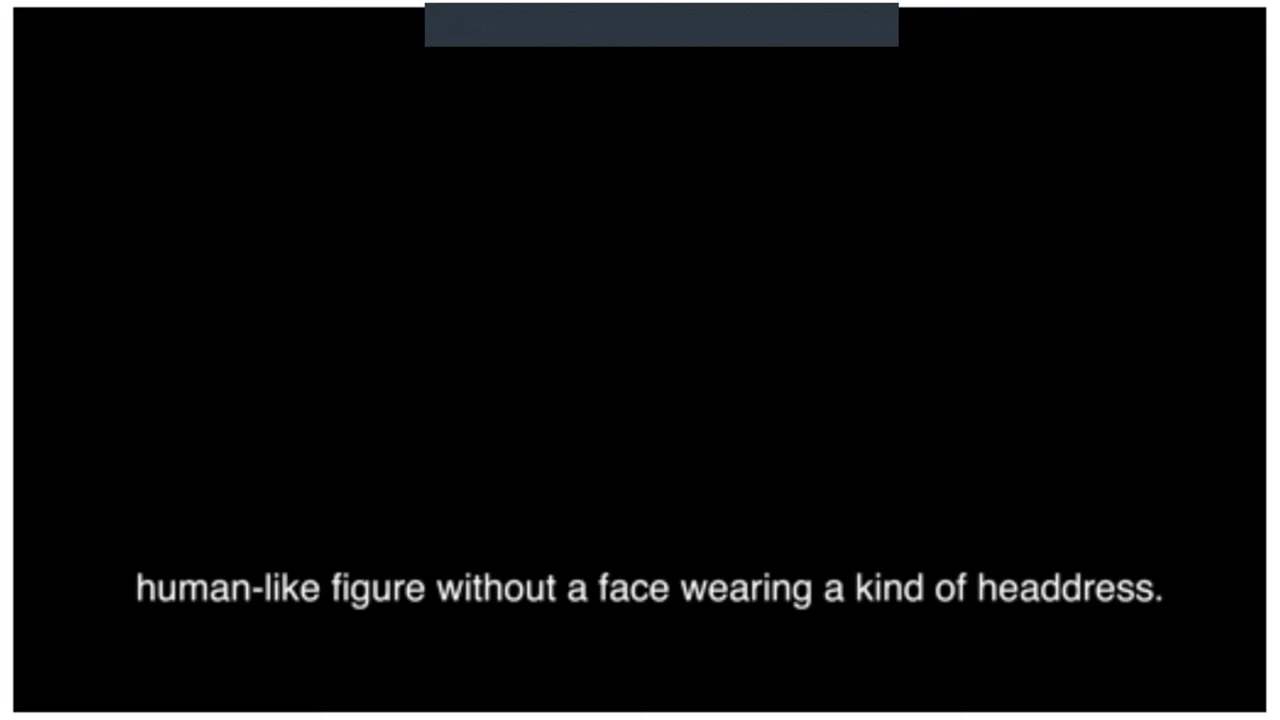 human-like figure without a face wearing a kind of headdress.